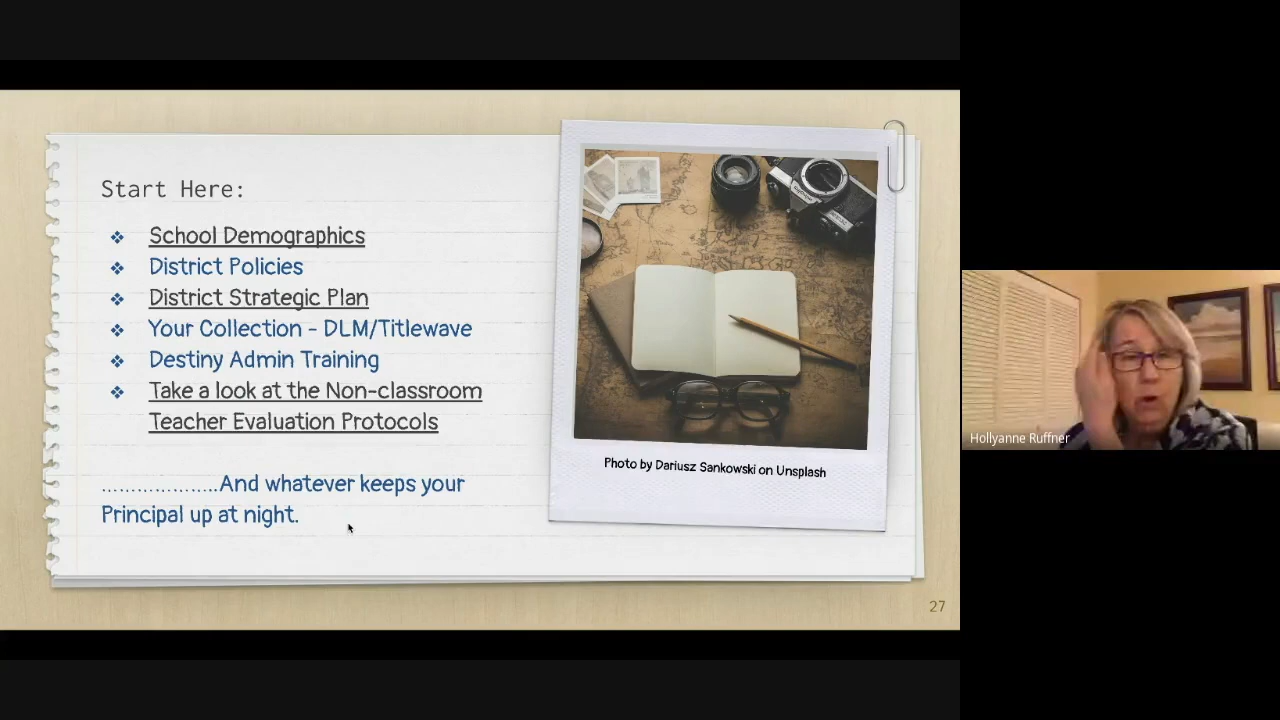 Start Here:
School Demographics
District Policies
District Strategic Plan
Your Collection - DLM/Titlewave
Destiny Admin Training
Take a look at the Non-classroom
Teacher Evaluation Protocols
...................And whatever keeps your
Principal up at night.
Photo by Dariusz Sankowski on Unsplash
27
Hollyanne Ruffner